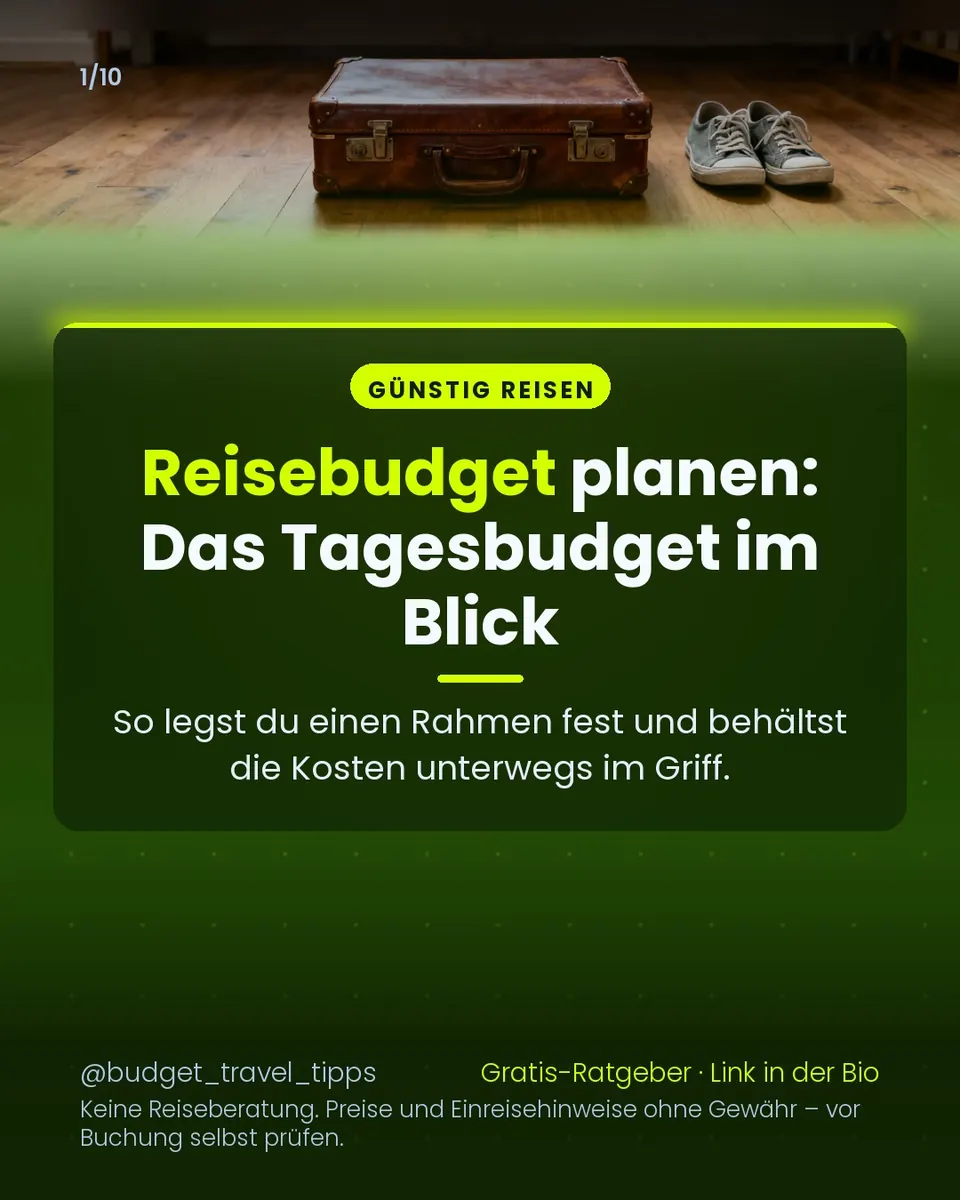 1/10
GÜNSTIG REISEN
Reisebudget planen:
Das Tagesbudget im
Blick
So legst du einen Rahmen fest und behältst
die Kosten unterwegs im Griff.
@budget_travel_tipps
Gratis-Ratgeber · Link in der Bio
Keine Reiseberatung. Preise und Einreisehinweise ohne Gewähr – vor
Buchung selbst prüfen.